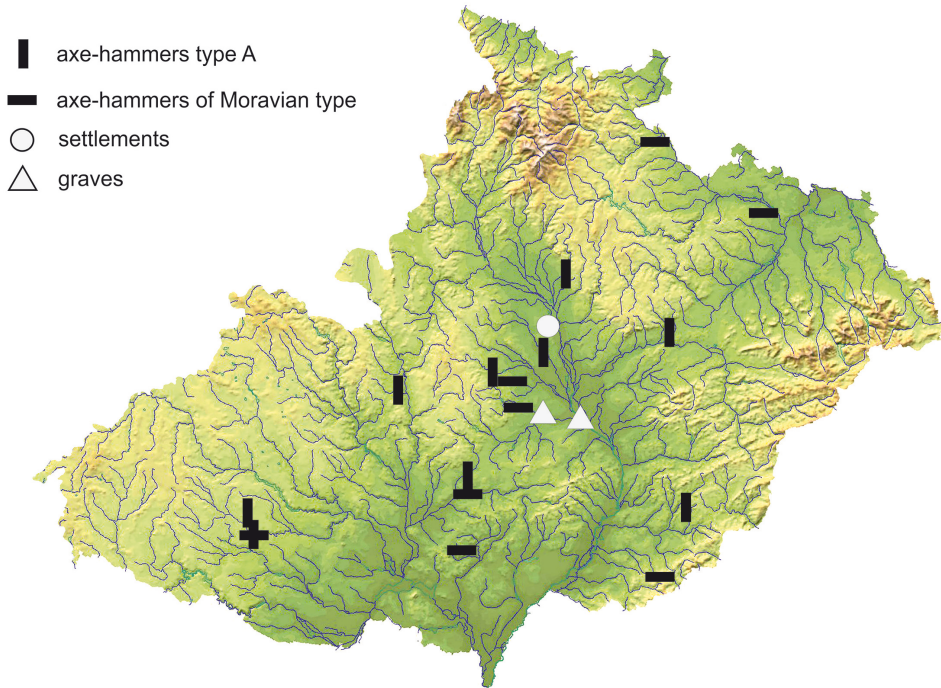 axe-hammers type A
axe-hammers of Moravian type
settlements
graves